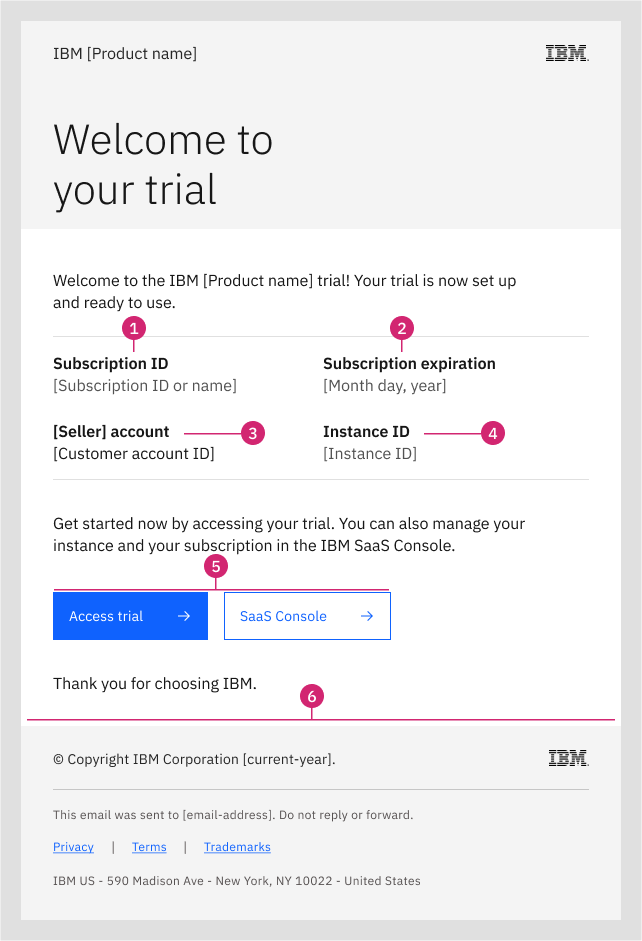 IBM [Product name]
IBM
Welcome to
your trial
Welcome to the IBM [Product name] trial! Your trial is now set up
and ready to use.
1
2
Subscription ID
Subscription expiration
[Subscription ID or name]
[Month day, year]
[Seller] account
3
Instance ID
4
[Customer account ID]
[Instance ID]
Get started now by accessing your trial. You can also manage your
instance and your subscription in the IBM SaaS Console.
5
Access trial →
SaaS Console →
Thank you for choosing IBM.
6
© Copyright IBM Corporation [current-year].
IBM
This email was sent to [email-address]. Do not reply or forward.
Privacy | Terms | Trademarks
IBM US - 590 Madison Ave - New York, NY 10022 - United States